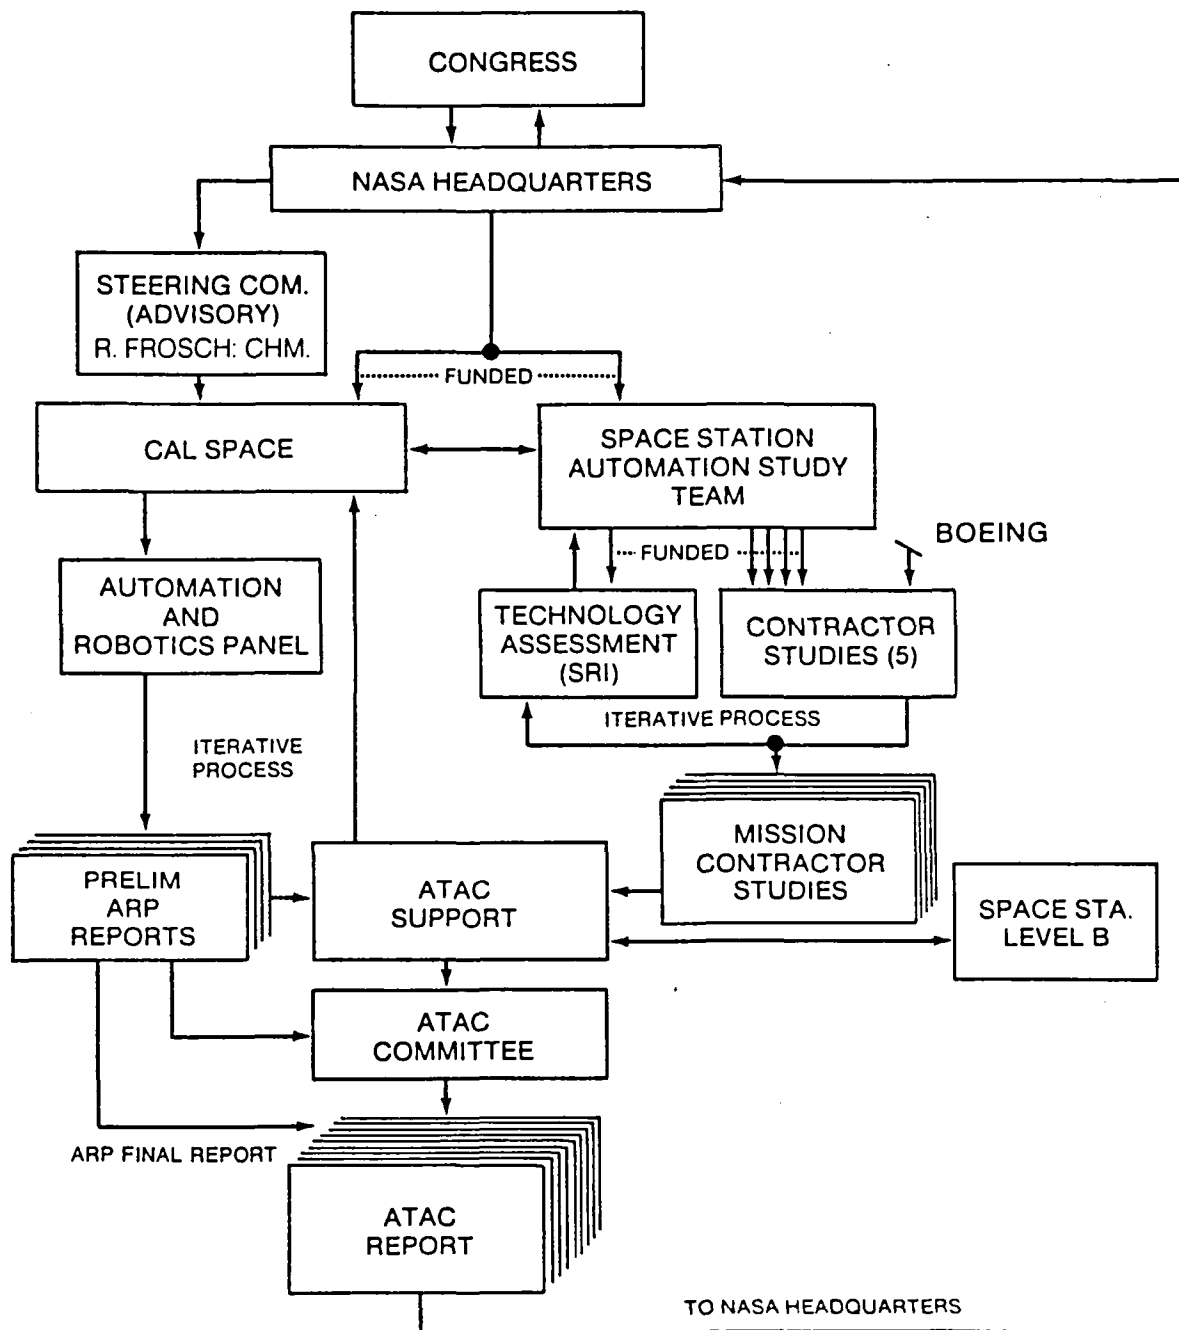 CONGRESS
NASA HEADQUARTERS
STEERING COM.
(ADVISORY)
R. FROSCH: CHM.
FUNDED
CAL SPACE
SPACE STATION
AUTOMATION STUDY
TEAM
FUNDED
BOEING
AUTOMATION
AND
ROBOTICS PANEL
TECHNOLOGY
ASSESSMENT
(SRI)
CONTRACTOR
STUDIES (5)
ITERATIVE PROCESS
ITERATIVE
PROCESS
MISSION
CONTRACTOR
STUDIES
PRELIM
ARP
REPORTS
ATAC
SUPPORT
SPACE STA.
LEVEL B
ATAC
COMMITTEE
ARP FINAL REPORT
ATAC
REPORT
TO NASA HEADQUARTERS